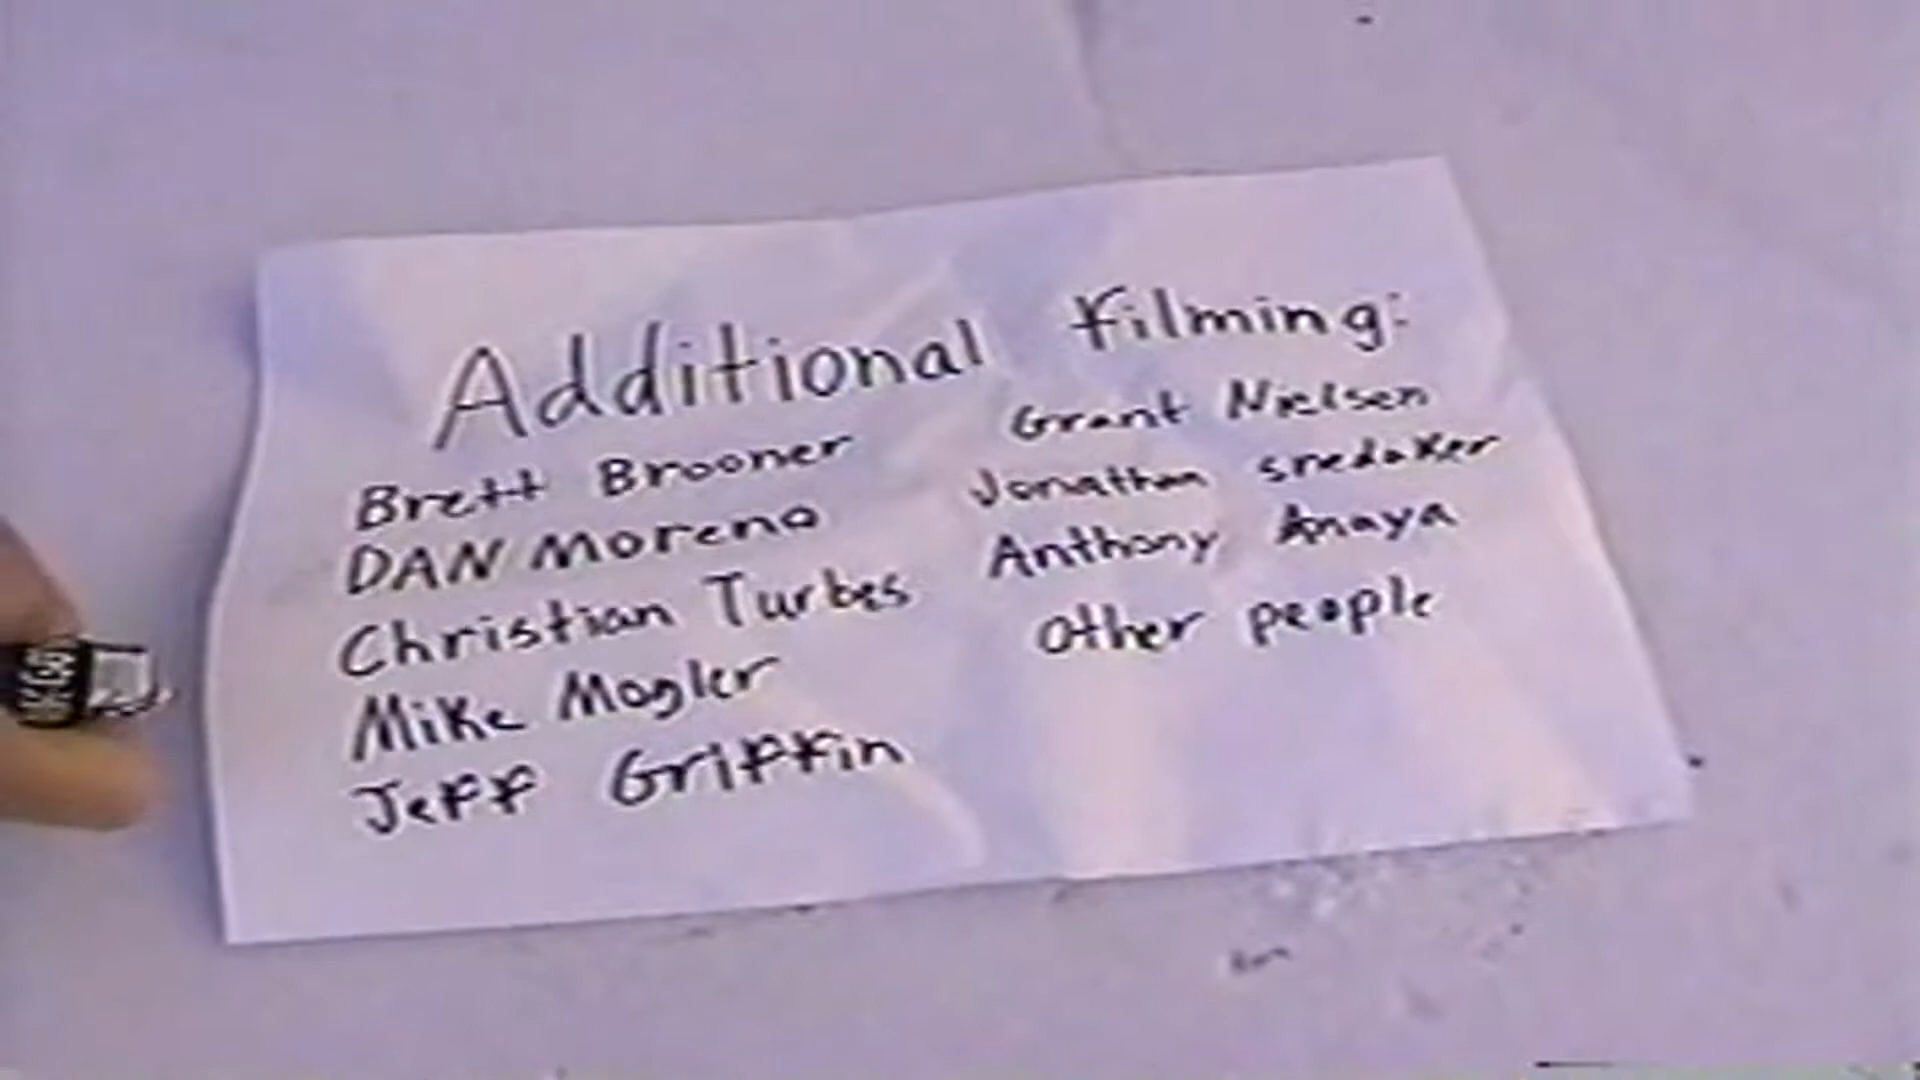 Additional Filming:
Brett Brooner
DAN Moreno
Christian Turbes
Mike Mogler
Jeff Griffin
Grant Nielsen
Jonathan snedaker
Anthony Anaya
other people